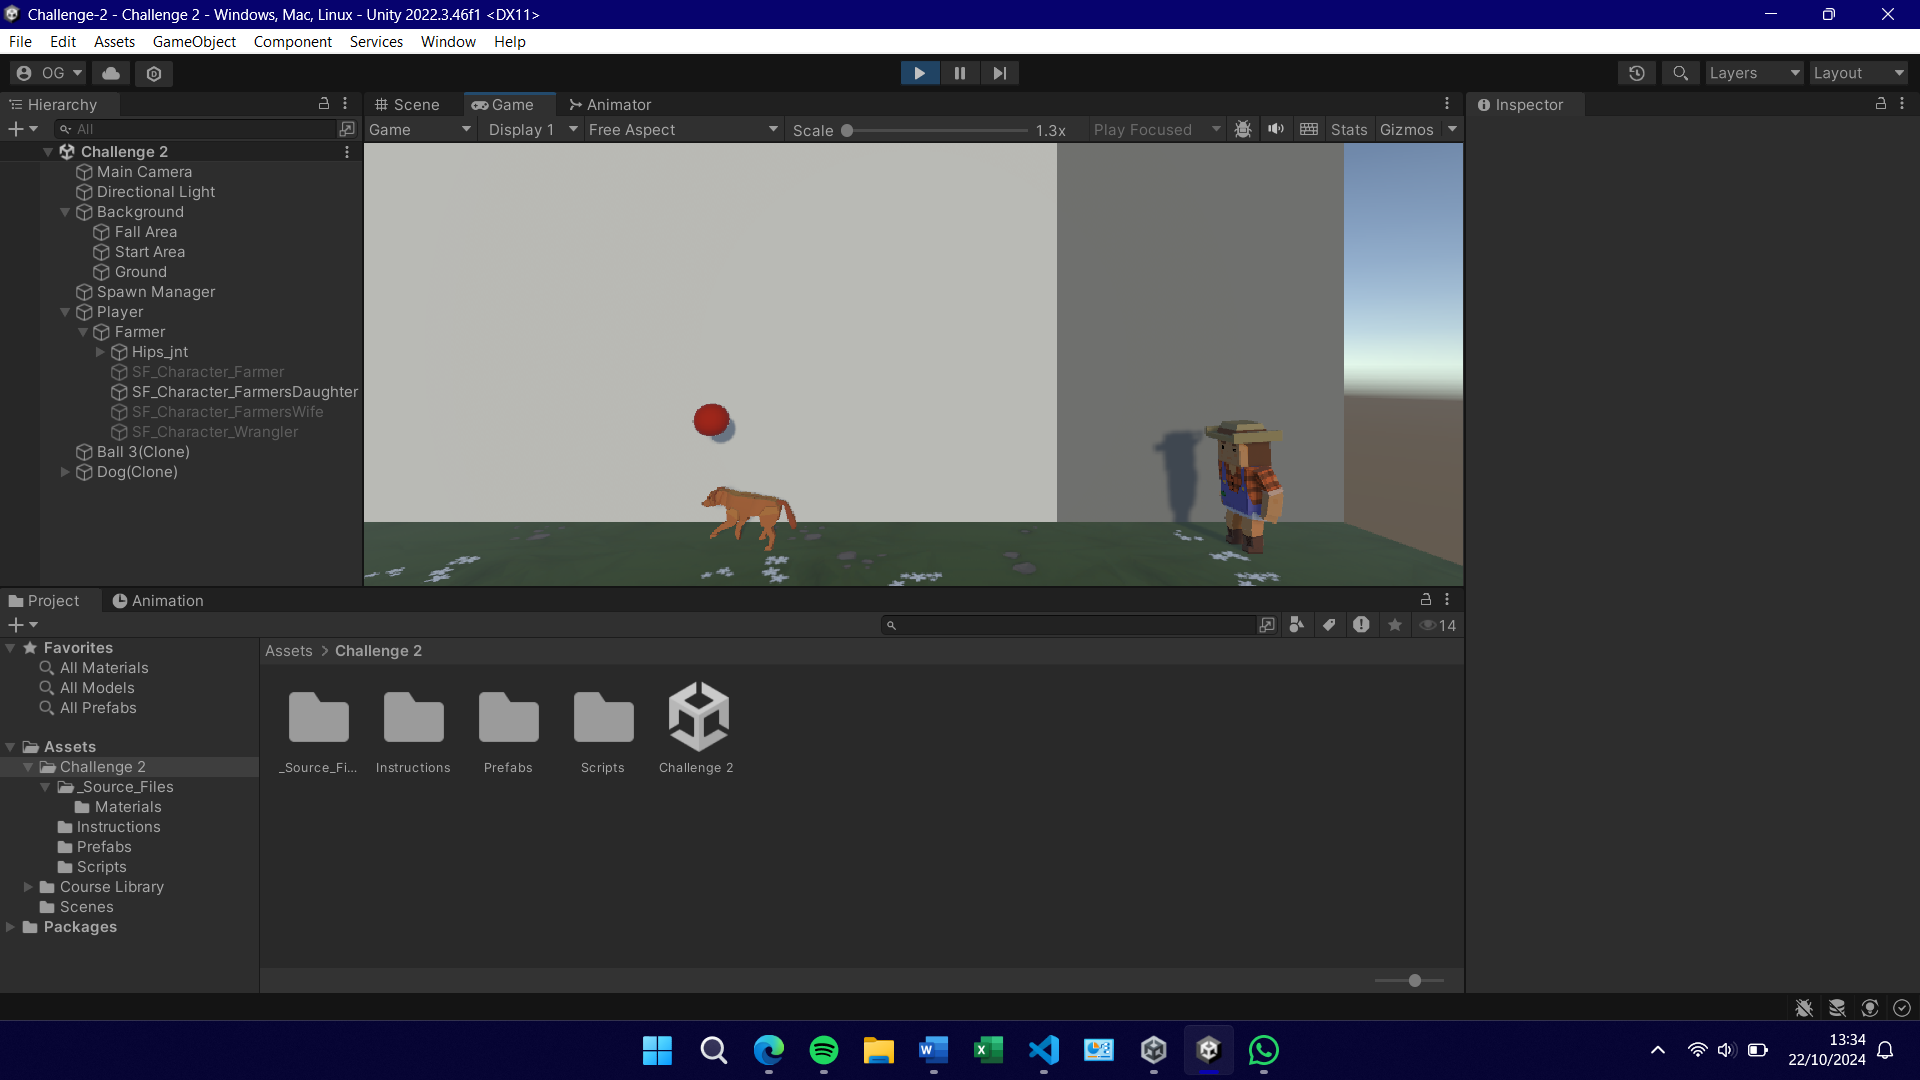 Challenge-2 - Challenge 2 - Windows, Mac, Linux - Unity 2022.3.46f1 <DX11>
File Edit Assets GameObject Component Services Window Help
OG Layers Layout
Hierarchy
All
Challenge 2
Main Camera
Directional Light
Background
Fall Area
Start Area
Ground
Spawn Manager
Player
Farmer
Hips_jnt
SF_Character_Farmer
SF_Character_FarmersDaughter
SF_Character_FarmersWife
SF_Character_Wrangler
Ball 3(Clone)
Dog(Clone)
Scene Game Animator
Game Display 1 Free Aspect Scale 1.3x Play Focused Stats Gizmos
Inspector
Project Animation
14
Favorites
All Materials
All Models
All Prefabs
Assets
Challenge 2
_Source_Files
Materials
Instructions
Prefabs
Scripts
Course Library
Scenes
Packages
Assets > Challenge 2
_Source_Fi... Instructions Prefabs Scripts Challenge 2
13:34
22/10/2024